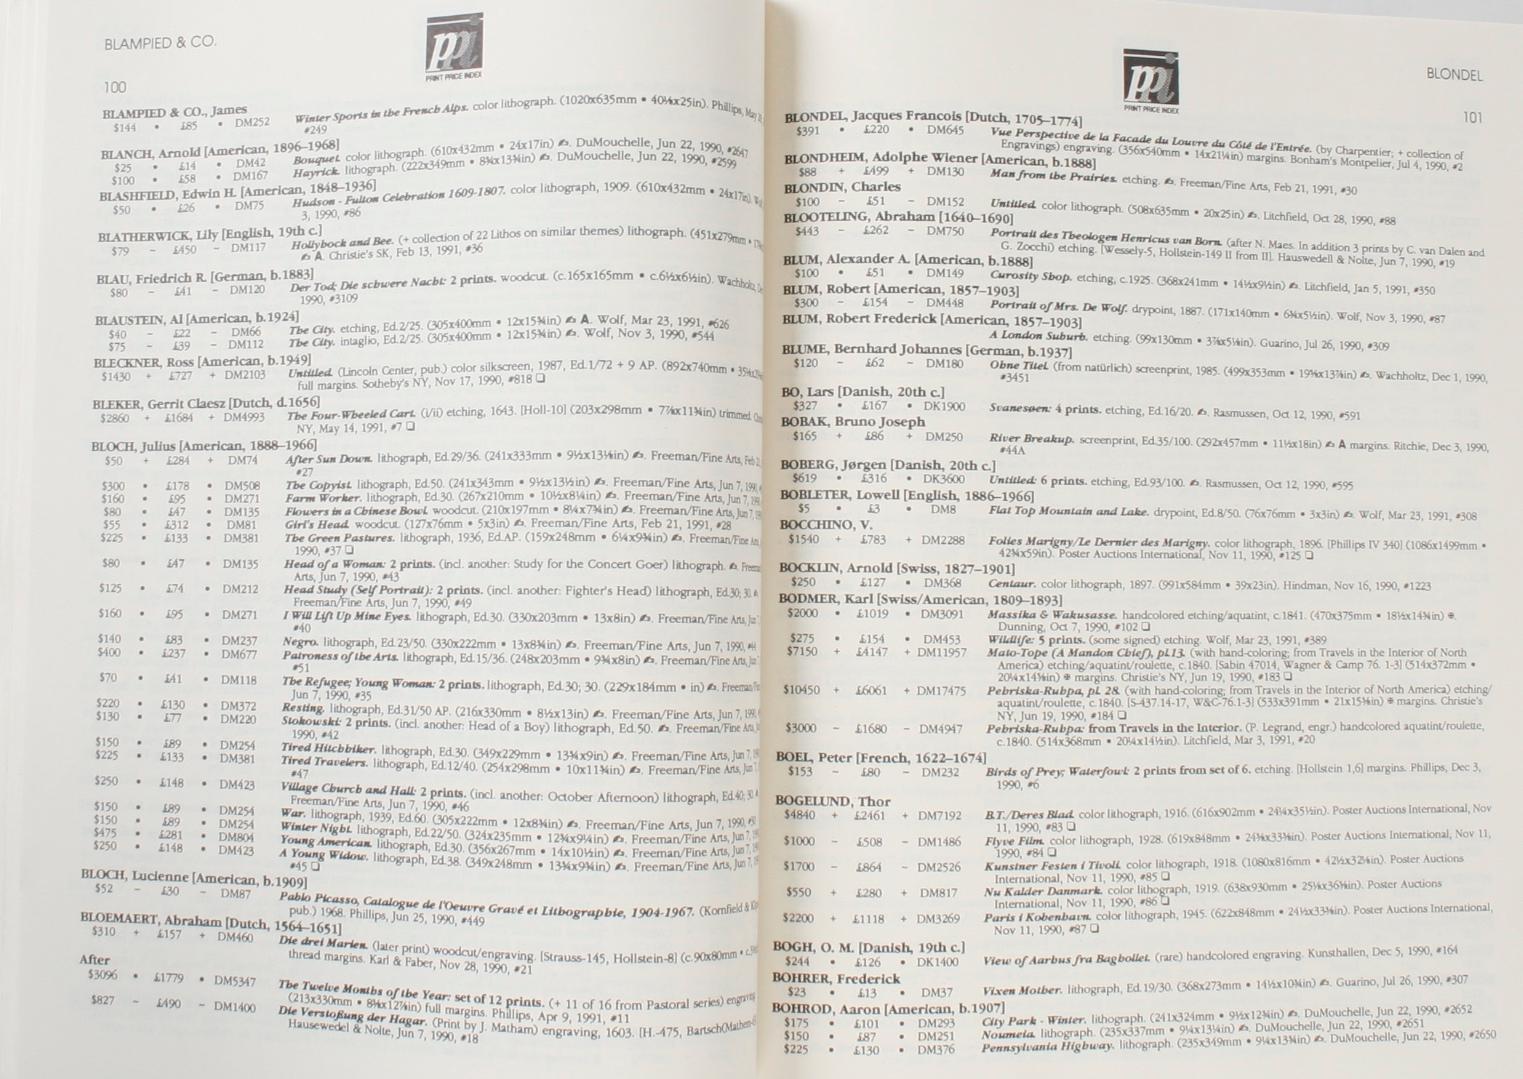 BLAMPIED & CO.
ppi
PRINT PRICE INDEX
100
BLAMPIED & CO., James
$144 • £85 • DM252 Winter Sports in the French Alps. color lithograph. (1020x635mm • 40⅛x25in). Phillips, May
#249
BLANCH, Arnold [American, 1896–1968]
$25 • £14 • DM42 Bouquet. color lithograph. (610x432mm • 24x17in) ✍. DuMouchelle, Jun 22, 1990, #2647
$100 • £58 • DM167 Hayrick. lithograph. (222x349mm • 8¾x13¾in) ✍. DuMouchelle, Jun 22, 1990, #2599
BLASHFIELD, Edwin H. [American, 1848–1936]
$50 • £26 • DM75 Hudson - Fulton Celebration 1609-1807. color lithograph, 1909. (610x432mm • 24x17in).
3, 1990, #86
BLATHERWICK, Lily [English, 19th c.]
$79 – £450 – DM117 Hollybock and Bee. (+ collection of 22 Lithos on similar themes) lithograph. (451x279mm •
✍ A. Christie's SK, Feb 13, 1991, #36
BLAU, Friedrich R. [German, b.1883]
$80 – £41 – DM120 Der Tod; Die schwere Nacht: 2 prints. woodcut. (c.165x165mm • c.6½x6½in). Wachholtz,
1990, #3109
BLAUSTEIN, Al [American, b.1924]
$40 – £22 – DM66 The City. etching, Ed.2/25. (305x400mm • 12x15¾in) ✍ A. Wolf, Mar 23, 1991, #626
$75 – £39 – DM112 The City. intaglio, Ed.2/25. (305x400mm • 12x15¾in) ✍. Wolf, Nov 3, 1990, #544
BLECKNER, Ross [American, b.1949]
$1430 + £727 + DM2103 Untitled. (Lincoln Center, pub.) color silkscreen, 1987, Ed.1/72 + 9 AP. (892x740mm •
full margins. Sotheby's NY, Nov 17, 1990, #818 ❏
BLEKER, Gerrit Claesz [Dutch, d.1656]
$2860 + £1684 + DM4993 The Four-Wheeled Cart. (i/ii) etching, 1643. [Holl-10] (203x298mm • 7⅞x11¾in) trimmed.
NY, May 14, 1991, #7 ❏
BLOCH, Julius [American, 1888–1966]
$50 + £284 + DM74 After Sun Down. lithograph, Ed.29/36. (241x333mm • 9½x13⅛in) ✍. Freeman/Fine Arts, Feb
#27
$300 • £178 • DM508 The Copyist. lithograph, Ed.50. (241x343mm • 9½x13½in) ✍. Freeman/Fine Arts, Jun 7, 1990,
$160 • £95 • DM271 Farm Worker. lithograph, Ed.30. (267x210mm • 10½x8¼in) ✍. Freeman/Fine Arts, Jun 7,
$80 • £47 • DM135 Flowers in a Chinese Bowl. woodcut. (210x197mm • 8¼x7¾in) ✍. Freeman/Fine Arts, Jun 7,
$55 • £312 • DM81 Girl's Head. woodcut. (127x76mm • 5x3in) ✍. Freeman/Fine Arts, Feb 21, 1991, #28
$225 • £133 • DM381 The Green Pastures. lithograph, 1936, Ed.AP. (159x248mm • 6¼x9¾in) ✍. Freeman/Fine
1990, #37 ❏
$80 • £47 • DM135 Head of a Woman: 2 prints. (incl. another: Study for the Concert Goer) lithograph. ✍.
Arts, Jun 7, 1990, #43
$125 • £74 • DM212 Head Study (Self Portrait): 2 prints. (incl. another: Fighter's Head) lithograph, Ed.30; 30.
Freeman/Fine Arts, Jun 7, 1990, #49
$160 • £95 • DM271 I Will Lift Up Mine Eyes. lithograph, Ed.30. (330x203mm • 13x8in) ✍. Freeman/Fine Arts, Jun
#40
$140 • £83 • DM237 Negro. lithograph, Ed.23/50. (330x222mm • 13x8¾in) ✍. Freeman/Fine Arts, Jun 7, 1990,
$400 • £237 • DM677 Patroness of the Arts. lithograph, Ed.15/36. (248x203mm • 9¾x8in) ✍. Freeman/Fine Arts, Jun
#51
$70 • £41 • DM118 The Refugee; Young Woman: 2 prints. lithograph, Ed.30; 30. (229x184mm • in) ✍. Freeman
Jun 7, 1990, #35
$220 • £130 • DM372 Resting. lithograph, Ed.31/50 AP. (216x330mm • 8½x13in) ✍. Freeman/Fine Arts, Jun 7,
$130 • £77 • DM220 Stokowski: 2 prints. (incl. another: Head of a Boy) lithograph, Ed.50. ✍. Freeman/Fine Arts,
1990, #42
$150 • £89 • DM254 Tired Hitchhiker. lithograph, Ed.30. (349x229mm • 13¾x9in) ✍. Freeman/Fine Arts, Jun 7,
$225 • £133 • DM381 Tired Travelers. lithograph, Ed.12/40. (254x298mm • 10x11¾in) ✍. Freeman/Fine Arts, Jun 7,
#47
$250 • £148 • DM423 Village Church and Hall: 2 prints. (incl. another: October Afternoon) lithograph, Ed.40;
Freeman/Fine Arts, Jun 7, 1990, #46
$150 • £89 • DM254 War. lithograph, 1939, Ed.60. (305x222mm • 12x8¾in) ✍. Freeman/Fine Arts, Jun 7, 1990,
$150 • £89 • DM254 Winter Night. lithograph, Ed.22/50. (324x235mm • 12¾x9¼in) ✍. Freeman/Fine Arts, Jun 7,
$475 • £281 • DM804 Young American. lithograph, Ed.30. (356x267mm • 14x10½in) ✍. Freeman/Fine Arts, Jun 7,
$250 • £148 • DM423 A Young Widow. lithograph, Ed.38. (349x248mm • 13¾x9¾in) ✍. Freeman/Fine Arts, Jun 7,
#45 ❏
BLOCH, Lucienne [American, b.1909]
$52 – £30 – DM87 Pablo Picasso, Catalogue de l'Oeuvre Gravé et Lithographie, 1904-1967. (Kornfeld &
pub.) 1968. Phillips, Jun 25, 1990, #449
BLOEMAERT, Abraham [Dutch, 1564–1651]
$310 + £157 + DM460 Die drei Marien. (later print) woodcut/engraving. [Strauss-145, Hollstein-8] (c.90x80mm •
thread margins. Karl & Faber, Nov 28, 1990, #21
After
$3096 • £1779 • DM5347 The Twelve Months of the Year: set of 12 prints. (+ 11 of 16 from Pastoral series) engraving
(213x330mm • 8⅜x12⅞in) full margins. Phillips, Apr 9, 1991, #11
$827 – £490 – DM1400 Die Verstoßung der Hagar. (Print by J. Matham) engraving, 1603. [H.-475, Bartsch(Matham-
Hausewedel & Nolte, Jun 7, 1990, #18
ppi
PRINT PRICE INDEX
BLONDEL
101
BLONDEL, Jacques Francois [Dutch, 1705–1774]
$391 • £220 • DM645 Vue Perspective de la Facade du Louvre du Côté de l'Entrée. (by Charpentier; + collection of
Engravings) engraving. (356x540mm • 14x21¼in) margins. Bonham's Montpelier, Jul 4, 1990, #2
BLONDHEIM, Adolphe Wiener [American, b.1888]
$88 + £499 + DM130 Man from the Prairies. etching. ✍. Freeman/Fine Arts, Feb 21, 1991, #30
BLONDIN, Charles
$100 – £51 – DM152 Untitled. color lithograph. (508x635mm • 20x25in) ✍. Litchfield, Oct 28, 1990, #88
BLOOTELING, Abraham [1640–1690]
$443 – £262 – DM750 Portrait des Theologen Henricus van Born. (after N. Maes. In addition 3 prints by C. van Dalen and
G. Zocchi) etching. [Wessely-5, Hollstein-149 II from II]. Hauswedell & Nolte, Jun 7, 1990, #19
BLUM, Alexander A. [American, b.1888]
$100 • £51 • DM149 Curosity Shop. etching, c.1925. (368x241mm • 14½x9½in) ✍. Litchfield, Jan 5, 1991, #350
BLUM, Robert [American, 1857–1903]
$300 – £154 – DM448 Portrait of Mrs. De Wolf. drypoint, 1887. (171x140mm • 6¾x5½in). Wolf, Nov 3, 1990, #87
BLUM, Robert Frederick [American, 1857–1903]
A London Suburb. etching. (99x130mm • 3⅞x5⅛in). Guarino, Jul 26, 1990, #309
BLUME, Bernhard Johannes [German, b.1937]
$120 – £62 – DM180 Ohne Titel. (from natürlich) screenprint, 1985. (499x353mm • 19⅝x13⅞in) ✍. Wachholtz, Dec 1, 1990,
#3451
BO, Lars [Danish, 20th c.]
$327 • £167 • DK1900 Svanesøen: 4 prints. etching, Ed.16/20. ✍. Rasmussen, Oct 12, 1990, #591
BOBAK, Bruno Joseph
$165 + £86 + DM250 River Breakup. screenprint, Ed.35/100. (292x457mm • 11½x18in) ✍ A margins. Ritchie, Dec 3, 1990,
#44A
BOBERG, Jørgen [Danish, 20th c.]
$619 • £316 • DK3600 Untitled: 6 prints. etching, Ed.93/100. ✍. Rasmussen, Oct 12, 1990, #595
BOBLETER, Lowell [English, 1886–1966]
$5 • £3 • DM8 Flat Top Mountain and Lake. drypoint, Ed.8/50. (76x76mm • 3x3in) ✍. Wolf, Mar 23, 1991, #308
BOCCHINO, V.
$1540 + £783 + DM2288 Folies Marigny/Le Dernier des Marigny. color lithograph, 1896. [Phillips IV 340] (1086x1499mm •
42¾x59in). Poster Auctions International, Nov 11, 1990, #125 ❏
BOCKLIN, Arnold [Swiss, 1827–1901]
$250 • £127 • DM368 Centaur. color lithograph, 1897. (991x584mm • 39x23in). Hindman, Nov 16, 1990, #1223
BODMER, Karl [Swiss/American, 1809–1893]
$2000 • £1019 • DM3091 Massika & Wakusasse. handcolored etching/aquatint, c.1841. (470x375mm • 18½x14¾in)
Dunning, Oct 7, 1990, #102 ❏
$275 • £154 • DM453 Wildlife: 5 prints. (some signed) etching. Wolf, Mar 23, 1991, #389
$7150 + £4147 + DM11957 Mato-Tope (A Mandon Chief), pl.13. (with hand-coloring; from Travels in the Interior of North
America) etching/aquatint/roulette, c.1840. [Sabin 47014, Wagner & Camp 76. 1-3] (514x372mm •
20¼x14⅝in) margins. Christie's NY, Jun 19, 1990, #183 ❏
$10450 + £6061 + DM17475 Pehriska-Rubpa, pl. 28. (with hand-coloring; from Travels in the Interior of North America) etching/
aquatint/roulette, c.1840. [S-437.14-17, W&C-76.1-3] (533x391mm • 21x15⅜in) margins. Christie's
NY, Jun 19, 1990, #184 ❏
$3000 – £1680 – DM4947 Pehriska-Rubpa: from Travels in the Interior. (P. Legrand, engr.) handcolored aquatint/roulette,
c.1840. (514x368mm • 20¼x14½in). Litchfield, Mar 3, 1991, #20
BOEL, Peter [French, 1622–1674]
$153 – £80 – DM232 Birds of Prey; Waterfowl: 2 prints from set of 6. etching. [Hollstein 1,6] margins. Phillips, Dec 3,
1990, #6
BOGELUND, Thor
$4840 + £2461 + DM7192 B.T./Deres Blad. color lithograph, 1916. (616x902mm • 24¼x35½in). Poster Auctions International, Nov
11, 1990, #83 ❏
$1000 – £508 – DM1486 Flyve Film. color lithograph, 1928. (619x848mm • 24⅜x33⅜in). Poster Auctions International, Nov 11,
1990, #84 ❏
$1700 – £864 – DM2526 Kunstner Festen i Tivoli. color lithograph, 1918. (1080x816mm • 42½x32⅛in). Poster Auctions
International, Nov 11, 1990, #85 ❏
$550 + £280 + DM817 Nu Kalder Danmark. color lithograph, 1919. (638x930mm • 25⅛x36⅝in). Poster Auctions
International, Nov 11, 1990, #86 ❏
$2200 + £1118 + DM3269 Paris i Kobenhavn. color lithograph, 1945. (622x848mm • 24½x33⅜in). Poster Auctions International,
Nov 11, 1990, #87 ❏
BOGH, O. M. [Danish, 19th c.]
$244 • £126 • DK1400 View of Aarbus fra Bagbollet. (rare) handcolored engraving. Kunsthallen, Dec 5, 1990, #164
BOHRER, Frederick
$23 • £13 • DM37 Vixen Mother. lithograph, Ed.19/30. (368x273mm • 14½x10¾in) ✍. Guarino, Jul 26, 1990, #307
BOHROD, Aaron [American, b.1907]
$175 • £101 • DM293 City Park - Winter. lithograph. (241x324mm • 9½x12¾in) ✍. DuMouchelle, Jun 22, 1990, #2652
$150 • £87 • DM251 Noumeia. lithograph. (235x337mm • 9¼x13¼in) ✍. DuMouchelle, Jun 22, 1990, #2651
$225 • £130 • DM376 Pennsylvania Highway. lithograph. (235x349mm • 9¼x13¾in) ✍. DuMouchelle, Jun 22, 1990, #2650